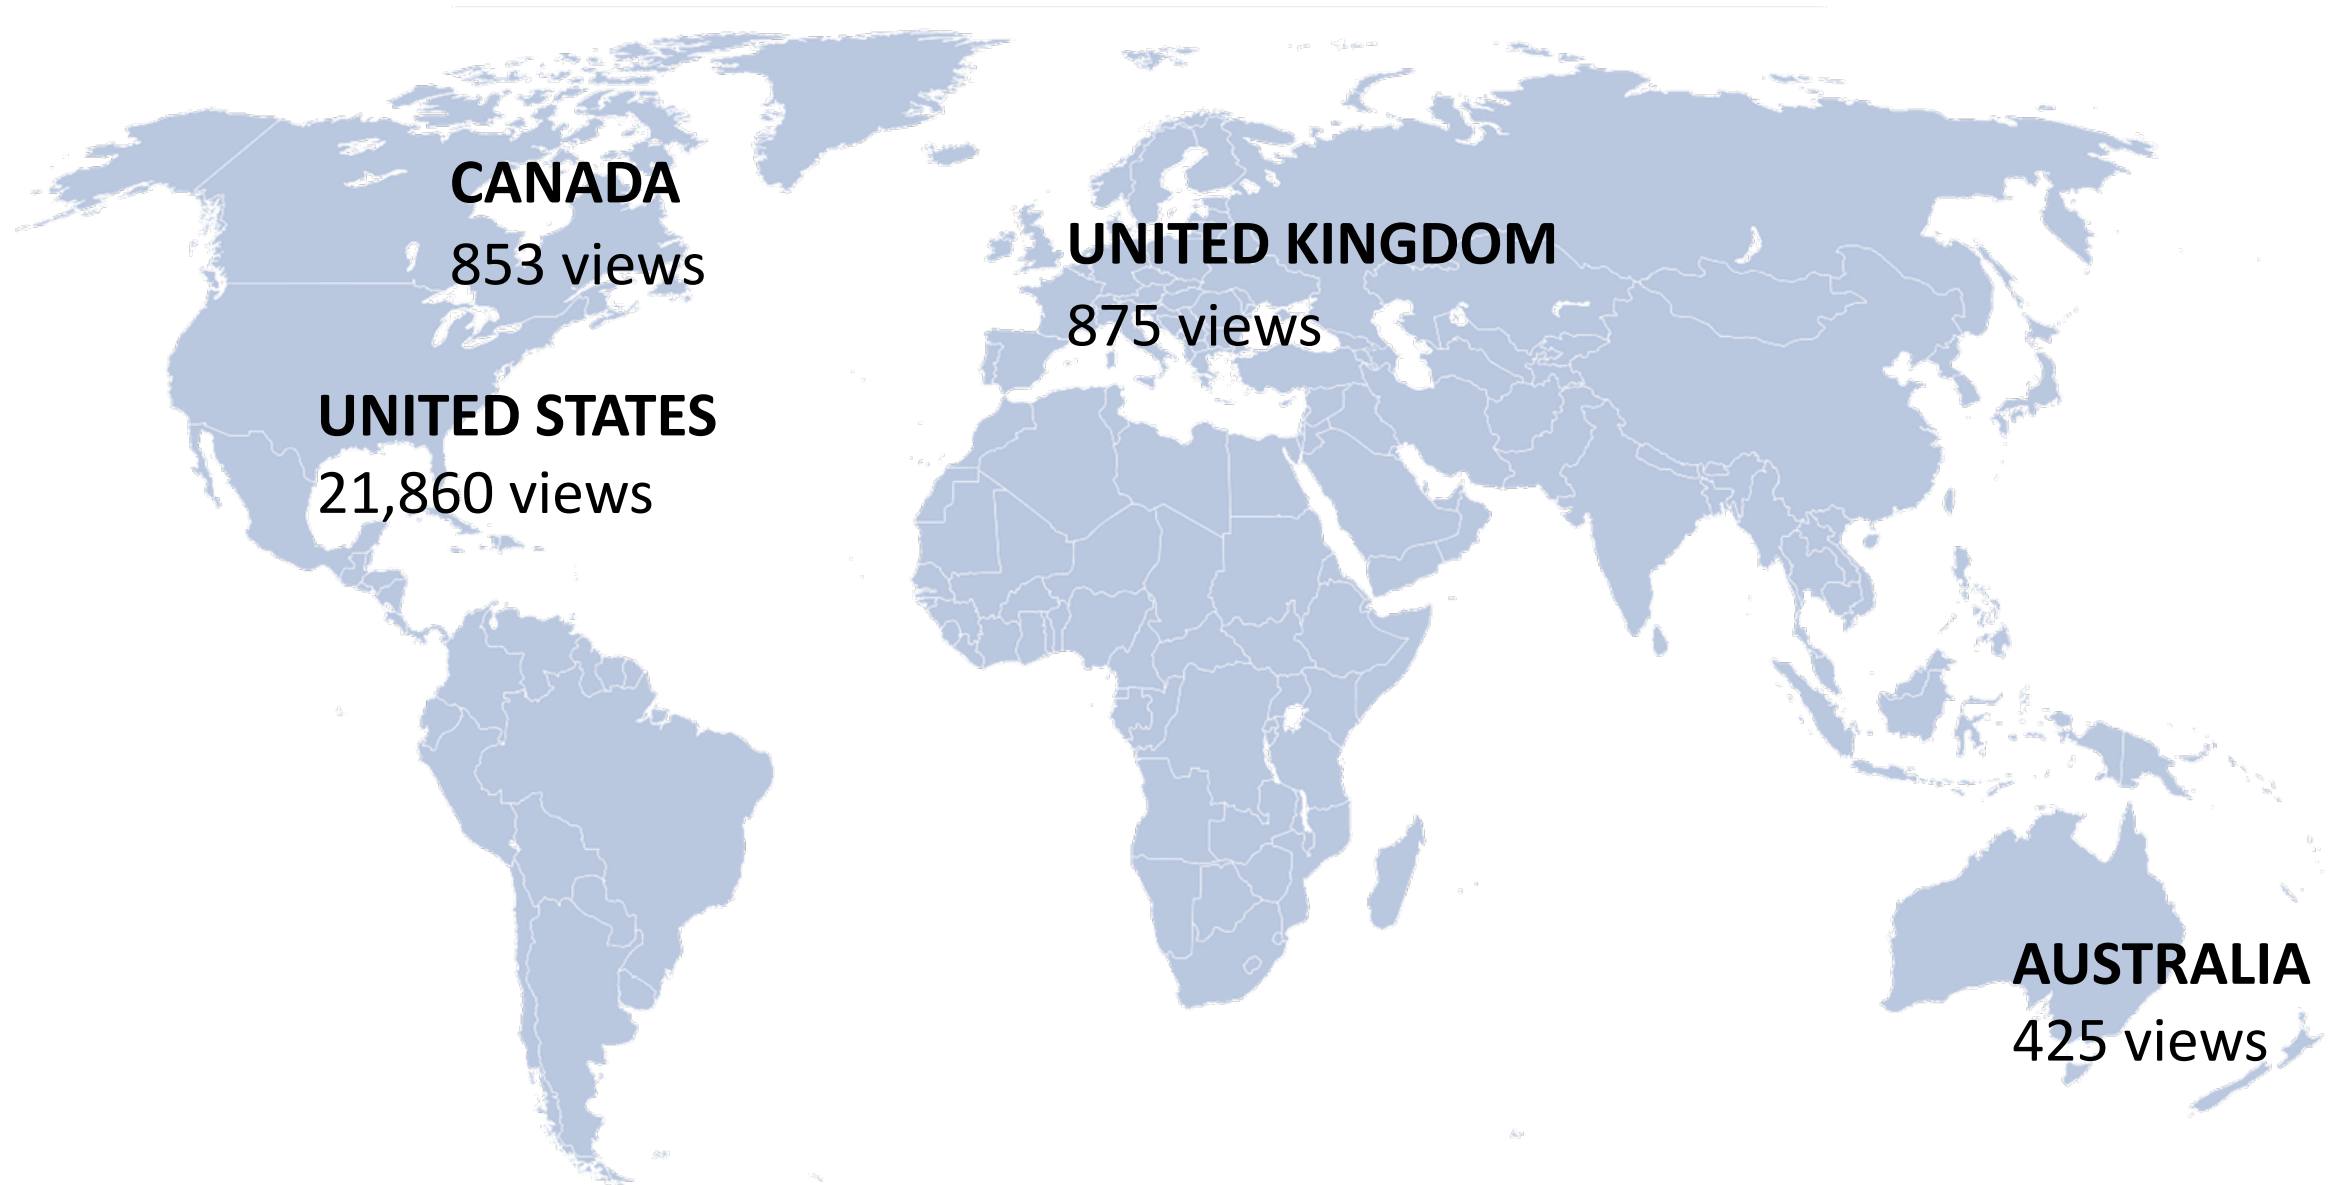 CANADA
853 views
UNITED KINGDOM
875 views
UNITED STATES
21,860 views
AUSTRALIA
425 views